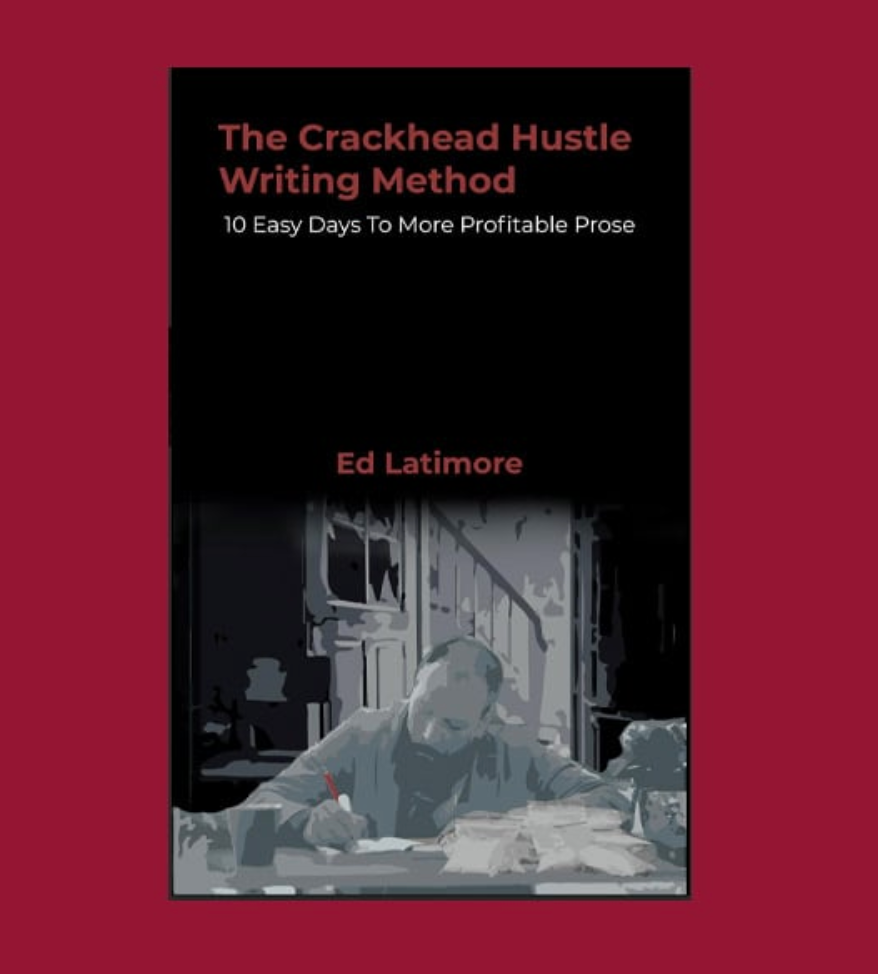 The Crackhead Hustle
Writing Method
10 Easy Days To More Profitable Prose
Ed Latimore